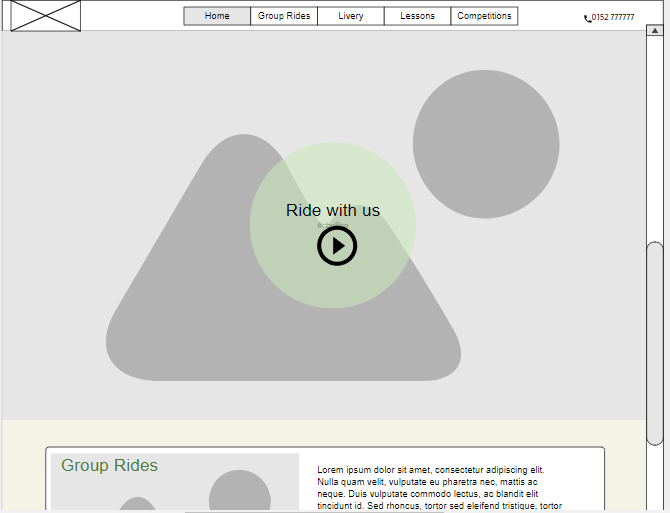 Home
Group Rides
Livery
Lessons
Competitions
0152 777777
Ride with us
Group Rides
Lorem ipsum dolor sit amet, consectetur adipiscing elit.
Nulla quam velit, vulputate eu pharetra nec, mattis ac
neque. Duis vulputate commodo lectus, ac blandit elit
tincidunt id. Sed rhoncus, tortor sed eleifend tristique, tortor